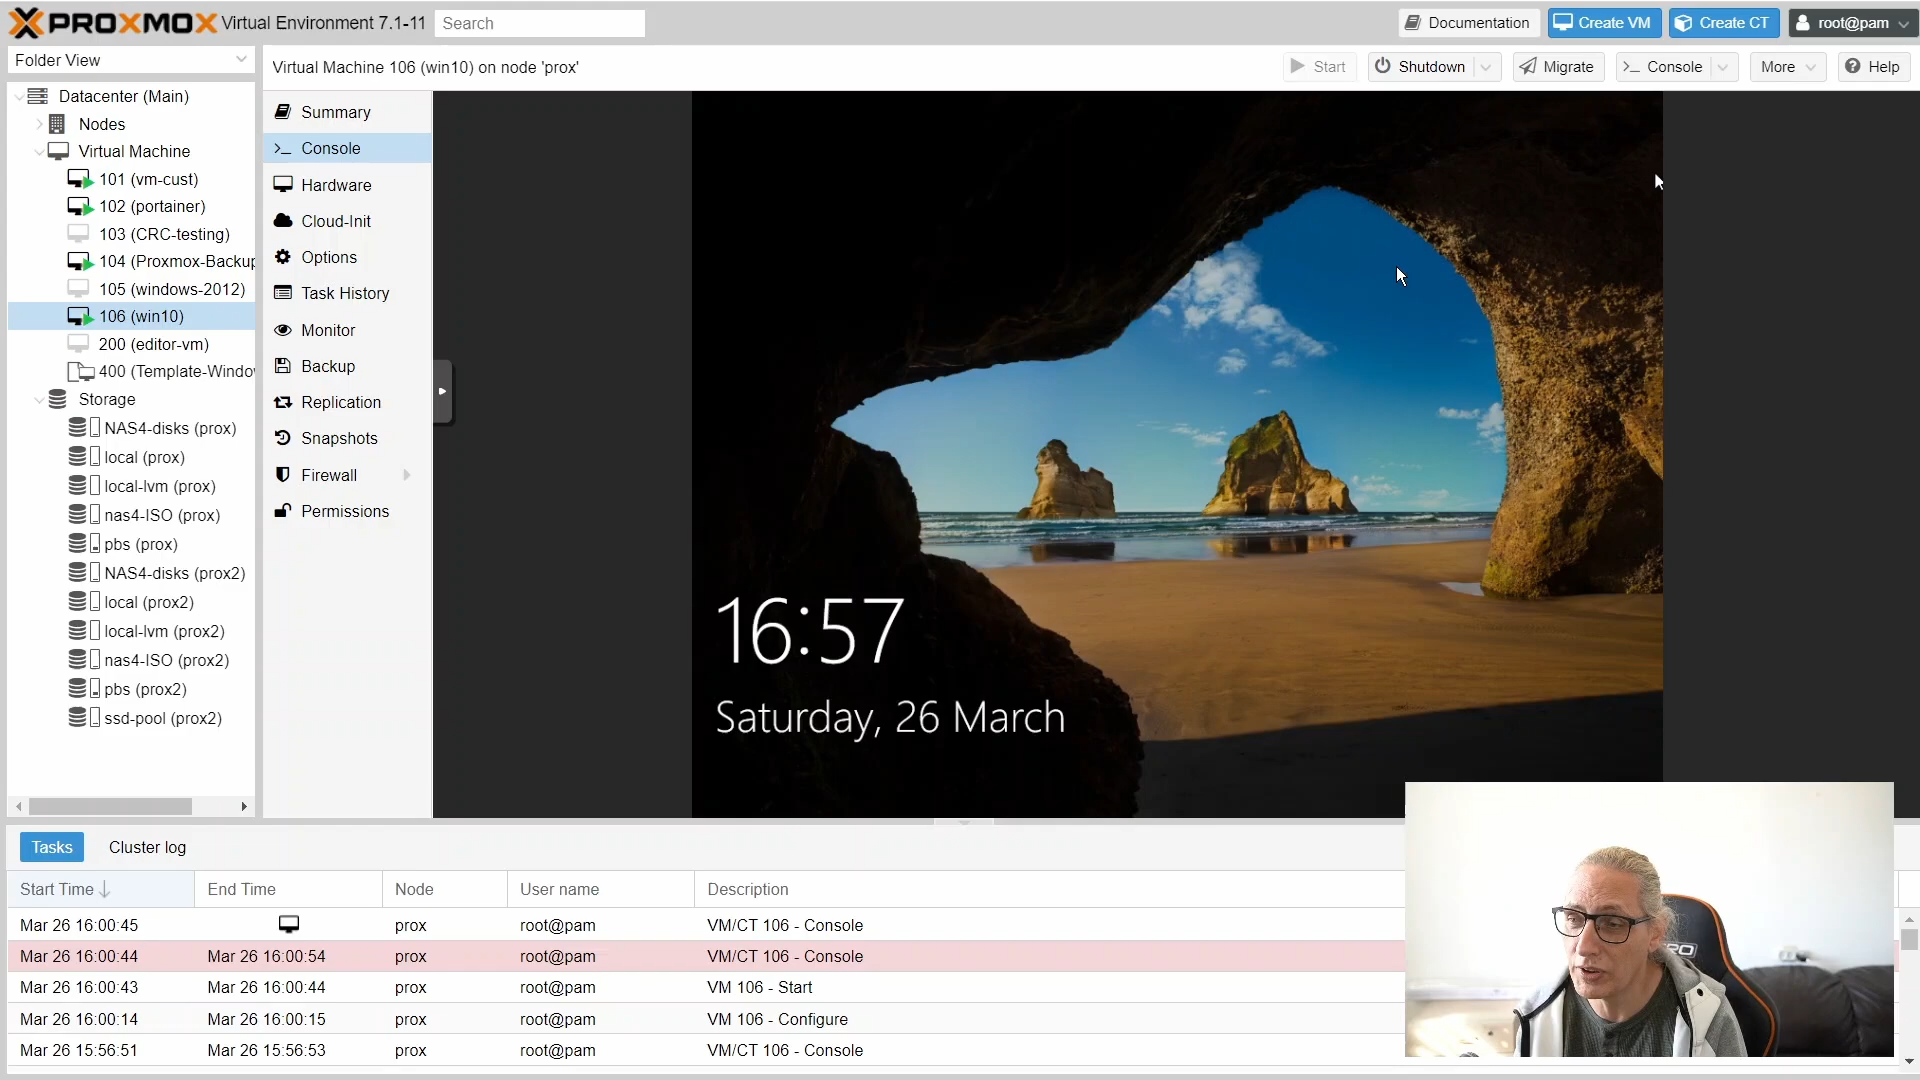 PROXMOX Virtual Environment 7.1-11 Search Documentation Create VM Create CT root@pam
Folder View
Virtual Machine 106 (win10) on node 'prox' Start Shutdown Migrate >_ Console More Help
Datacenter (Main)
Nodes
Virtual Machine
101 (vm-cust)
102 (portainer)
103 (CRC-testing)
104 (Proxmox-Backup
105 (windows-2012)
106 (win10)
200 (editor-vm)
400 (Template-Windo
Storage
NAS4-disks (prox)
local (prox)
local-lvm (prox)
nas4-ISO (prox)
pbs (prox)
NAS4-disks (prox2)
local (prox2)
local-lvm (prox2)
nas4-ISO (prox2)
pbs (prox2)
ssd-pool (prox2)
Summary
>_ Console
Hardware
Cloud-Init
Options
Task History
Monitor
Backup
Replication
Snapshots
Firewall
Permissions
16:57
Saturday, 26 March
Tasks Cluster log
Start Time End Time Node User name Description
Mar 26 16:00:45 prox root@pam VM/CT 106 - Console
Mar 26 16:00:44 Mar 26 16:00:54 prox root@pam VM/CT 106 - Console
Mar 26 16:00:43 Mar 26 16:00:44 prox root@pam VM 106 - Start
Mar 26 16:00:14 Mar 26 16:00:15 prox root@pam VM 106 - Configure
Mar 26 15:56:51 Mar 26 15:56:53 prox root@pam VM/CT 106 - Console